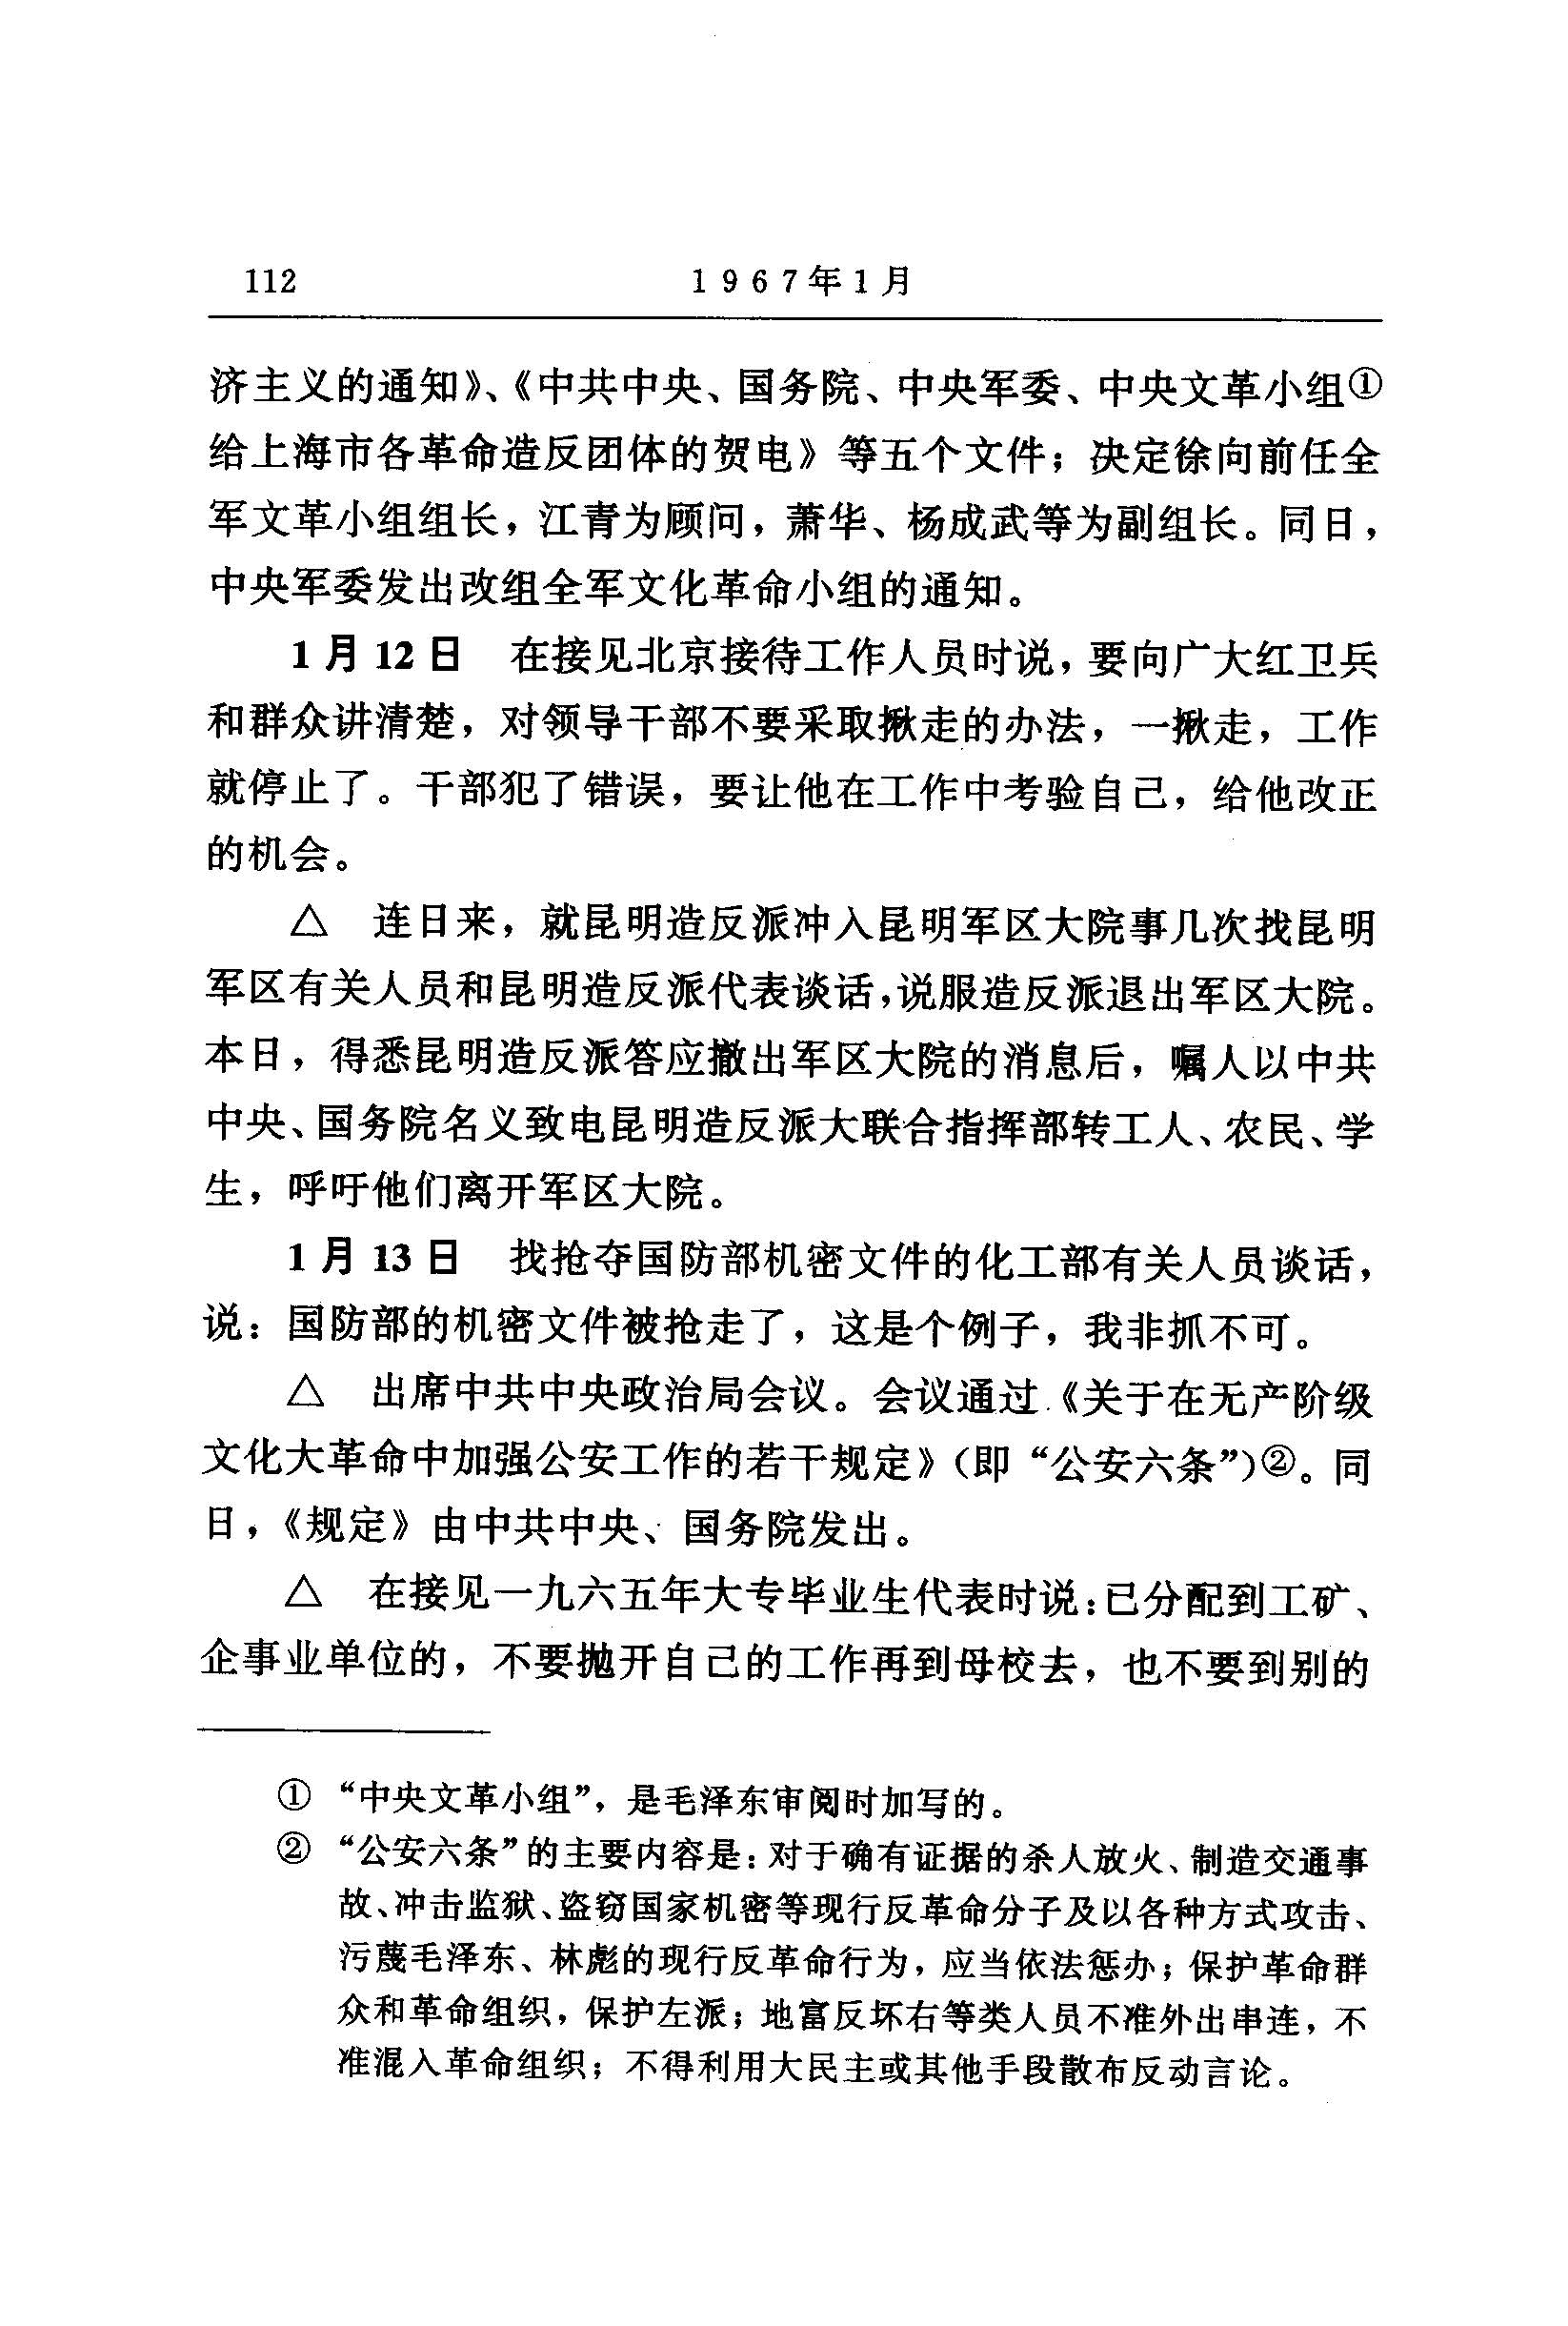 112
1967年1月
济主义的通知》、《中共中央、国务院、中央军委、中央文革小组①
给上海市各革命造反团体的贺电》等五个文件；决定徐向前任全
军文革小组组长，江青为顾问，萧华、杨成武等为副组长。同日，
中央军委发出改组全军文化革命小组的通知。
1月12日 在接见北京接待工作人员时说，要向广大红卫兵
和群众讲清楚，对领导干部不要采取揪走的办法，一揪走，工作
就停止了。干部犯了错误，要让他在工作中考验自己，给他改正
的机会。
△ 连日来，就昆明造反派冲入昆明军区大院事几次找昆明
军区有关人员和昆明造反派代表谈话，说服造反派退出军区大院。
本日，得悉昆明造反派答应撤出军区大院的消息后，嘱人以中共
中央、国务院名义致电昆明造反派大联合指挥部转工人、农民、学
生，呼吁他们离开军区大院。
1月13日 找抢夺国防部机密文件的化工部有关人员谈话，
说：国防部的机密文件被抢走了，这是个例子，我非抓不可。
△ 出席中共中央政治局会议。会议通过《关于在无产阶级
文化大革命中加强公安工作的若干规定》（即“公安六条”）②。同
日，《规定》由中共中央、国务院发出。
△ 在接见一九六五年大专毕业生代表时说：已分配到工矿、
企事业单位的，不要抛开自己的工作再到母校去，也不要到别的
① “中央文革小组”，是毛泽东审阅时加写的。
② “公安六条”的主要内容是：对于确有证据的杀人放火、制造交通事
故、冲击监狱、盗窃国家机密等现行反革命分子及以各种方式攻击、
污蔑毛泽东、林彪的现行反革命行为，应当依法惩办；保护革命群
众和革命组织，保护左派；地富反坏右等类人员不准外出串连，不
准混入革命组织；不得利用大民主或其他手段散布反动言论。